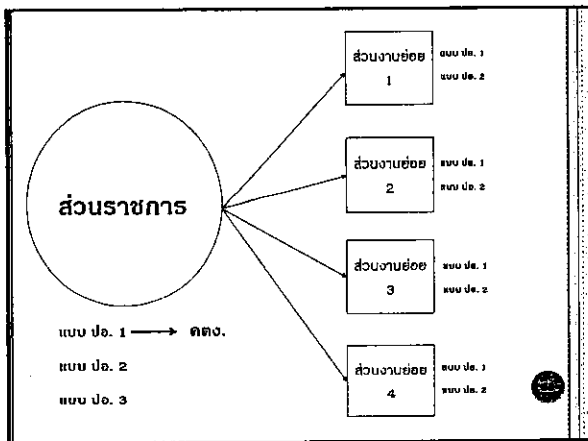 ส่วนราชการ
แบบ ปอ. 1 → คตง.
แบบ ปอ. 2
แบบ ปอ. 3
ส่วนงานย่อย
1
แบบ ปอ. 1
แบบ ปอ. 2
ส่วนงานย่อย
2
แบบ ปอ. 1
แบบ ปอ. 2
ส่วนงานย่อย
3
แบบ ปอ. 1
แบบ ปอ. 2
ส่วนงานย่อย
4
แบบ ปอ. 1
แบบ ปอ. 2